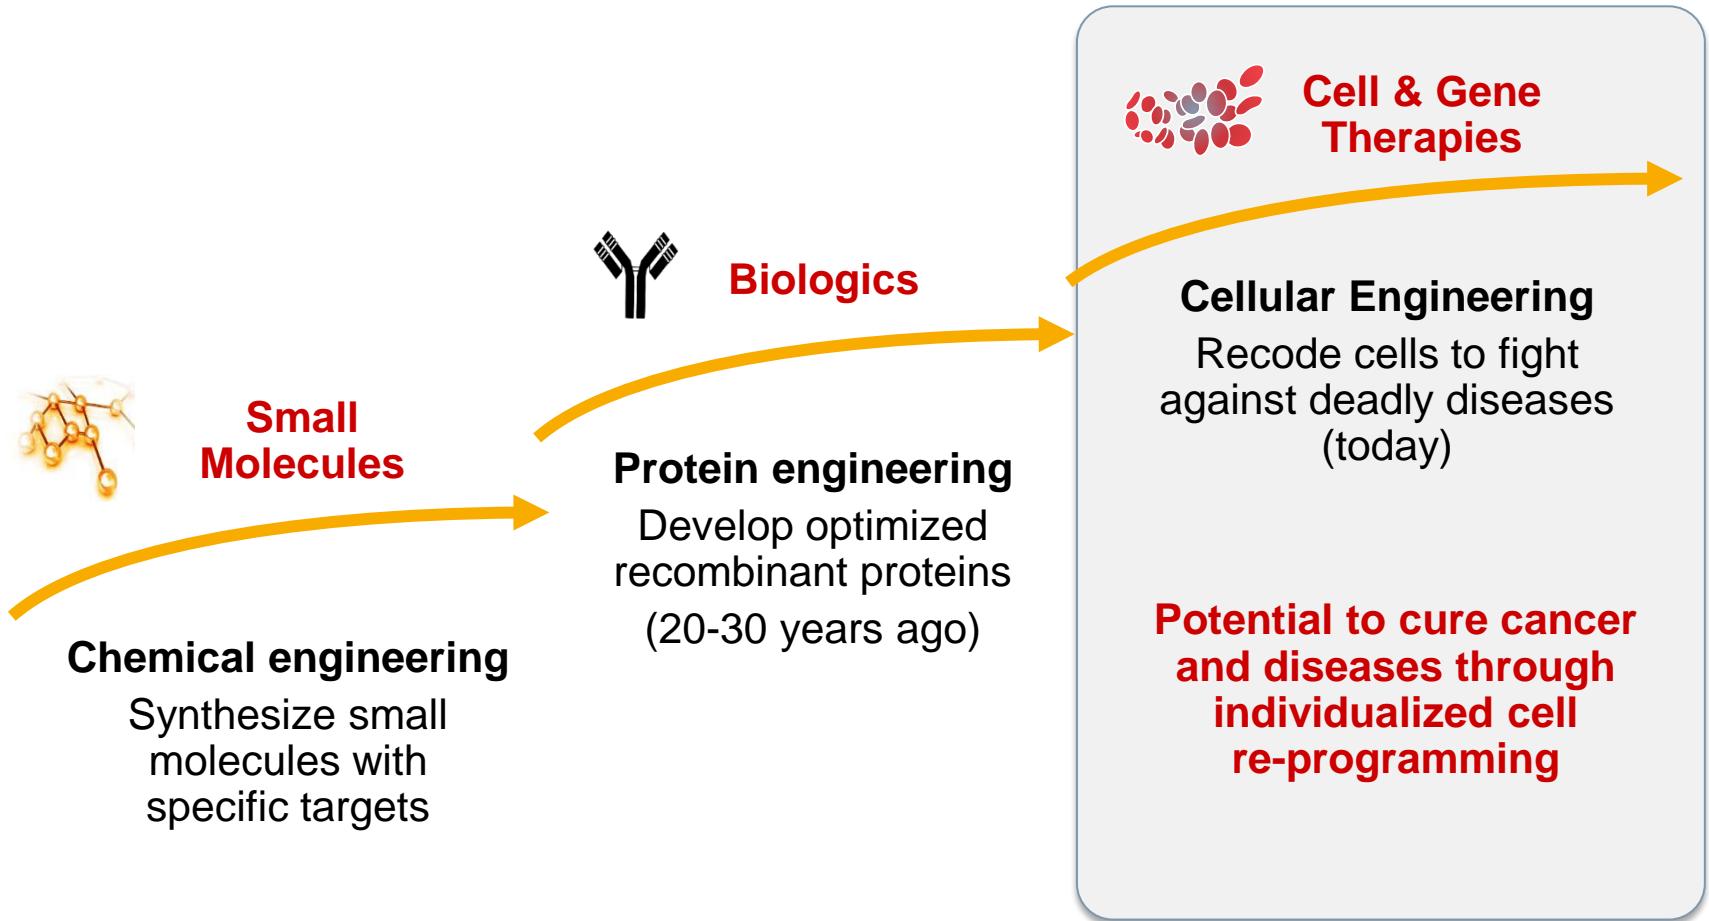 Small
Molecules
Chemical engineering
Synthesize small
molecules with
specific targets
Biologics
Protein engineering
Develop optimized
recombinant proteins
(20-30 years ago)
Cell & Gene
Therapies
Cellular Engineering
Recode cells to fight
against deadly diseases
(today)
Potential to cure cancer
and diseases through
individualized cell
re-programming